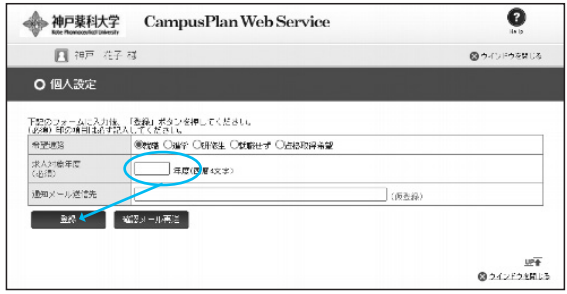 神戸薬科大学 CampusPlan Web Service
Kobe Pharmaceutical University
Help
神戸 花子 様
ウインドウを閉じる
個人設定
下記のフォームに入力後、「登録」ボタンを押してください。
(必須)印の項目は必ず記入してください。
希望進路 就職 進学 研修生 就職せず 資格取得希望
求人対象年度
(必須)
年度(西暦4文字)
通知メール送信先 (仮登録)
登録 確認メール再送
UP
ウインドウを閉じる